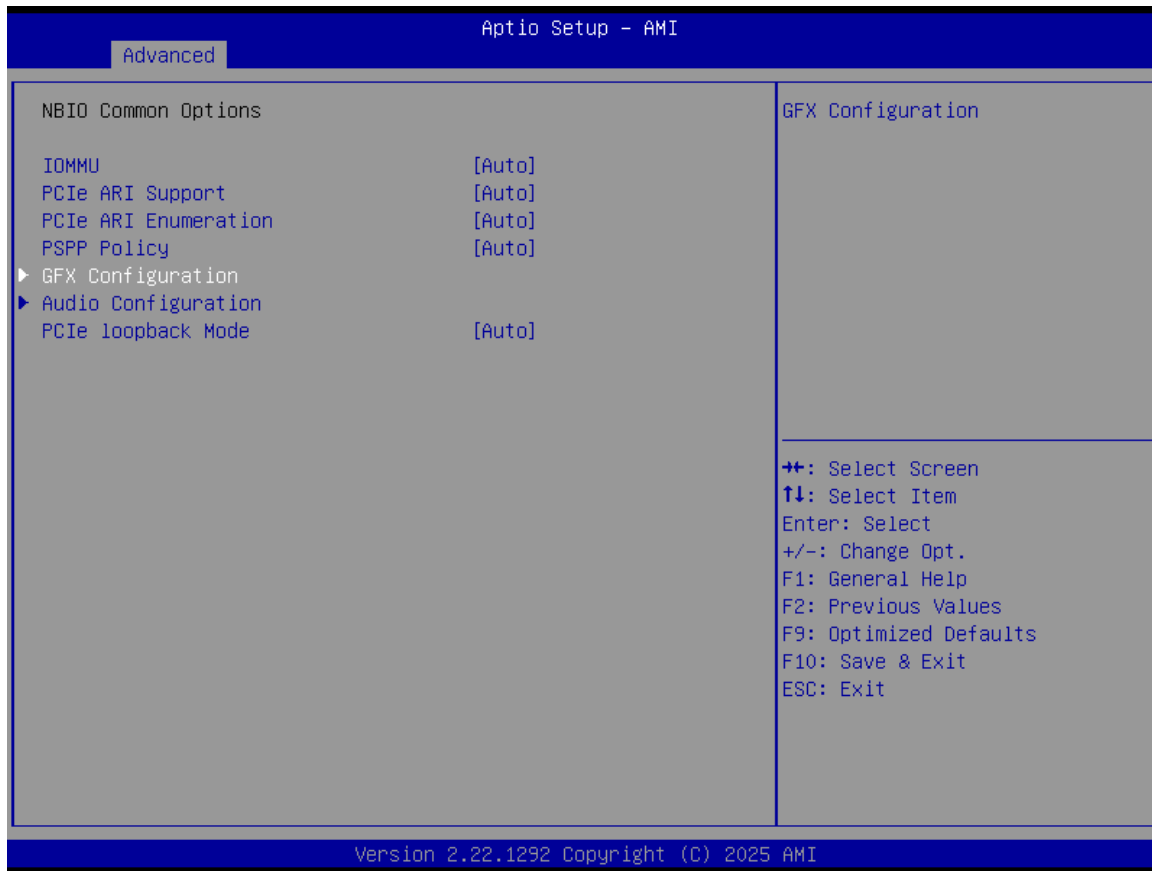 Aptio Setup – AMI
Advanced
NBIO Common Options
IOMMU [Auto]
PCIe ARI Support [Auto]
PCIe ARI Enumeration [Auto]
PSPP Policy [Auto]
GFX Configuration
Audio Configuration
PCIe loopback Mode [Auto]
GFX Configuration
→←: Select Screen
↑↓: Select Item
Enter: Select
+/-: Change Opt.
F1: General Help
F2: Previous Values
F9: Optimized Defaults
F10: Save & Exit
ESC: Exit
Version 2.22.1292 Copyright (C) 2025 AMI